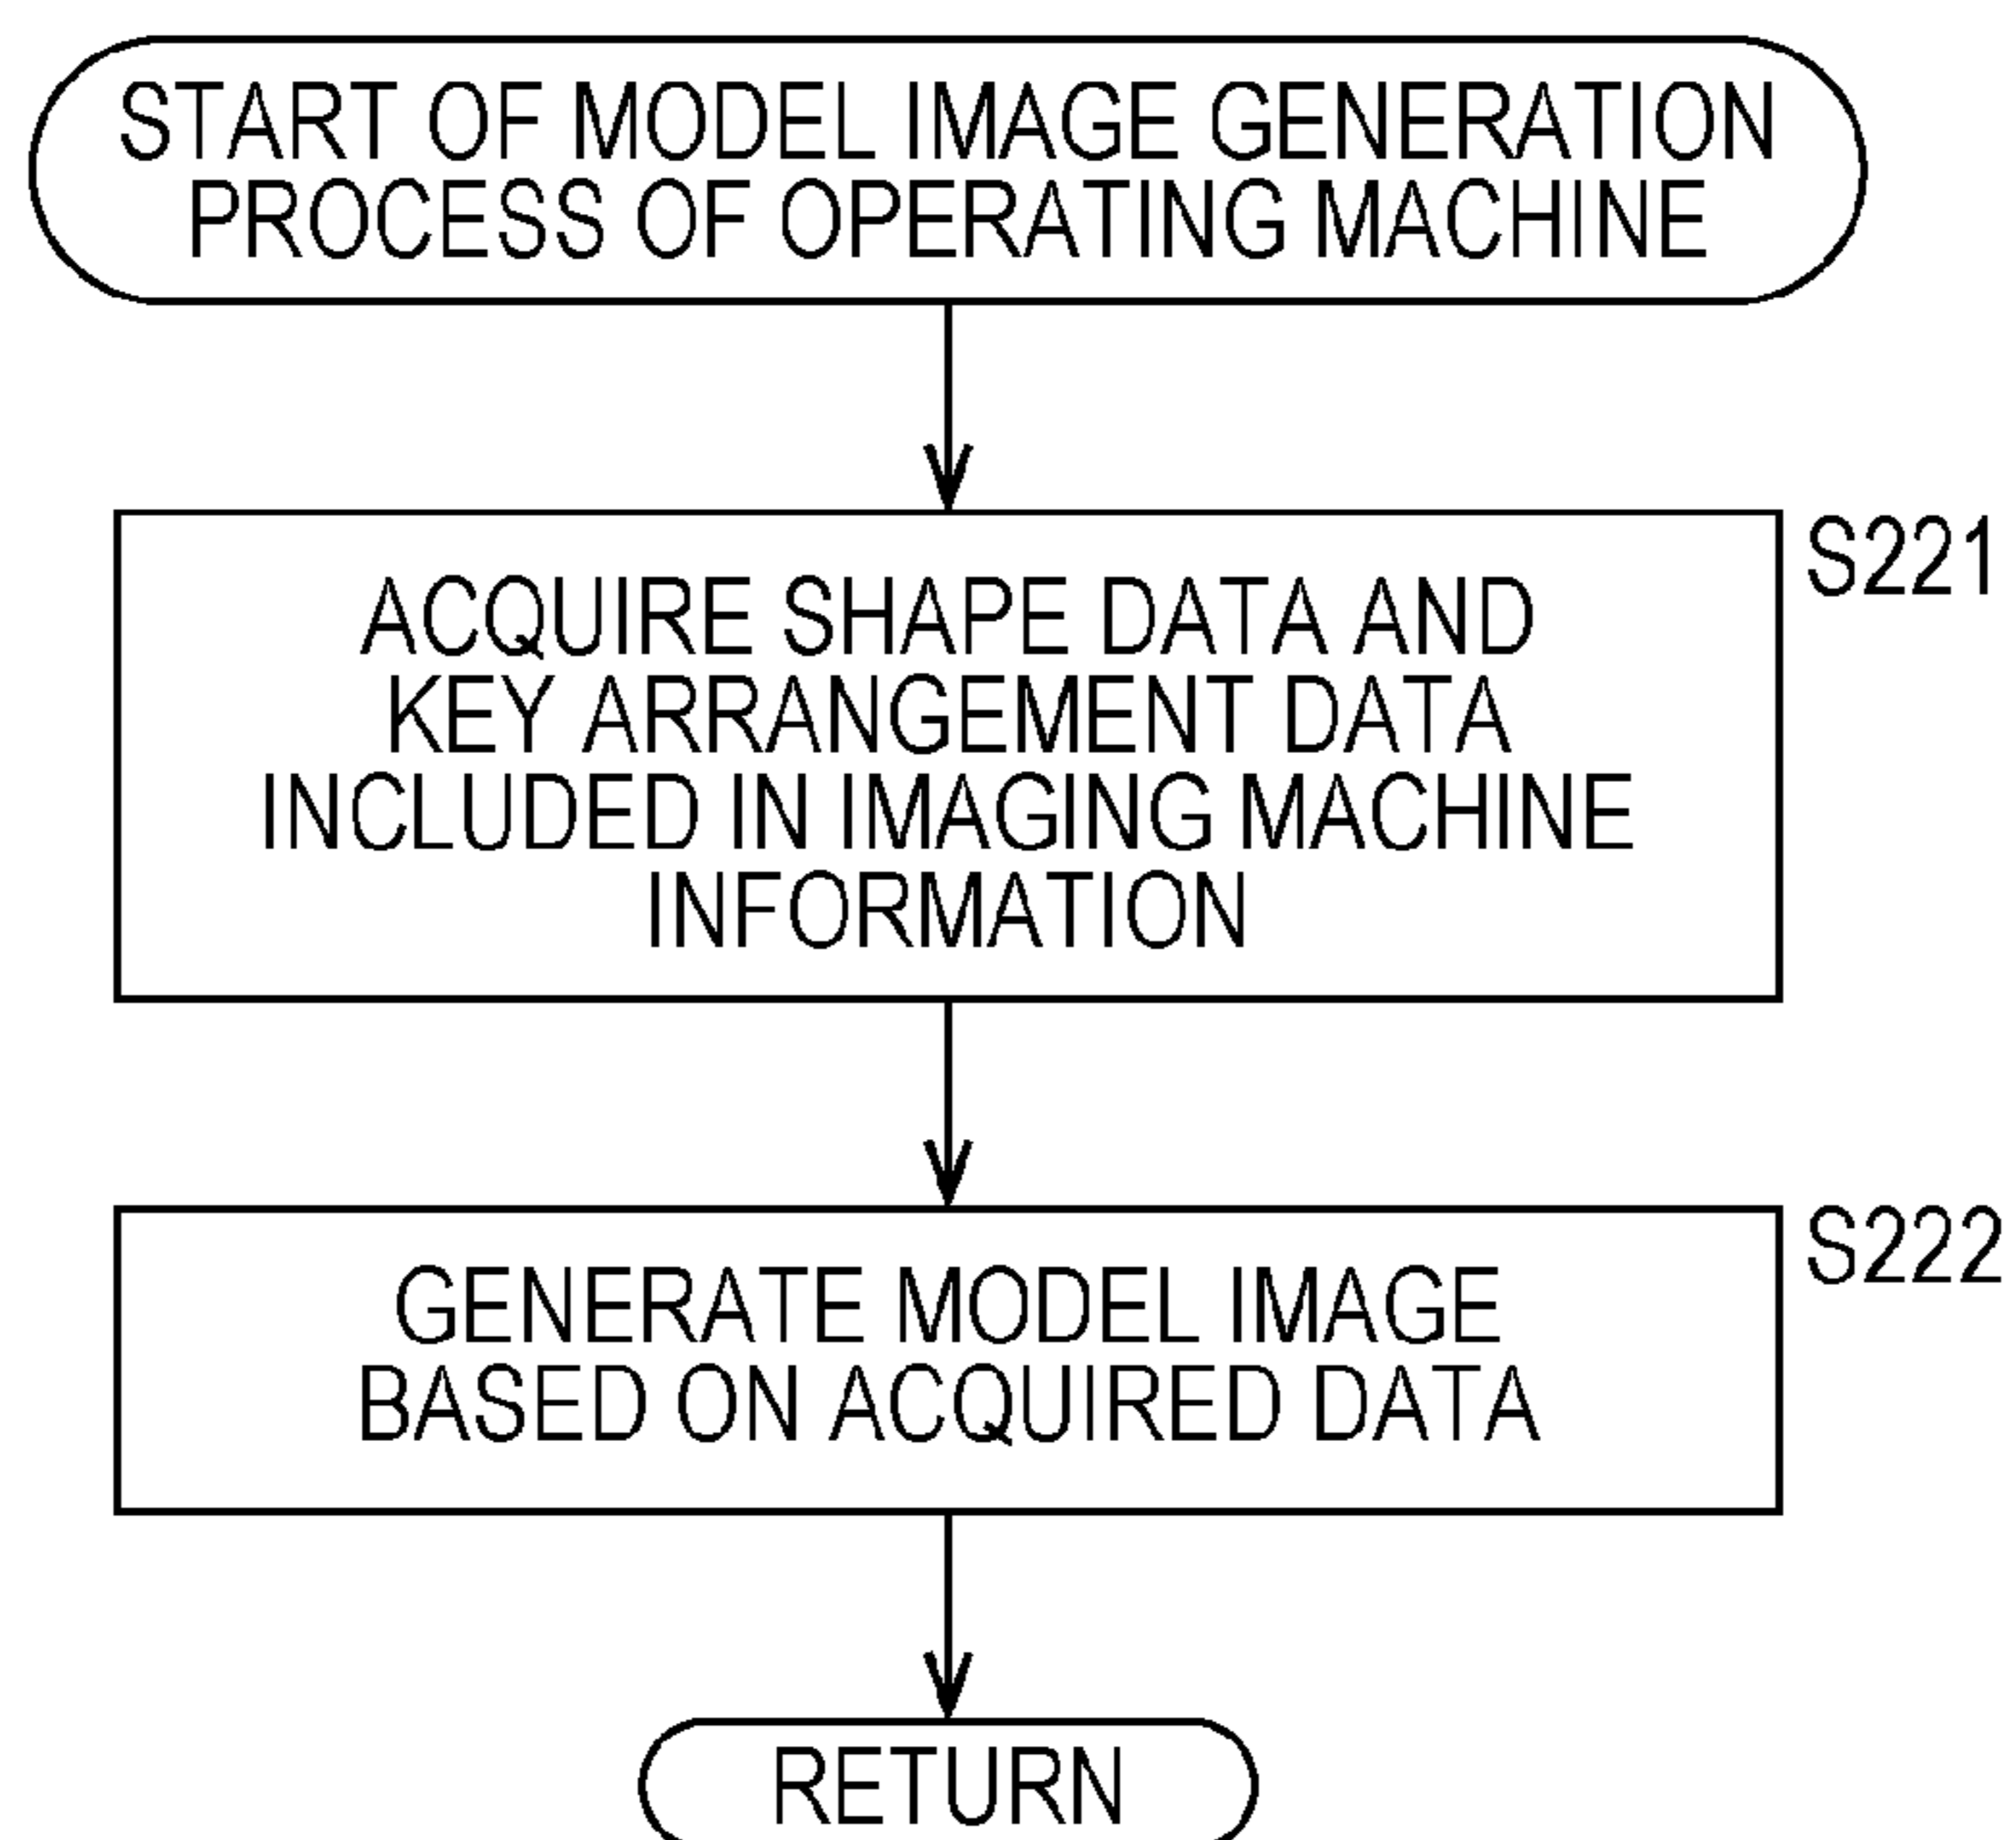 START OF MODEL IMAGE GENERATION
PROCESS OF OPERATING MACHINE
S221
ACQUIRE SHAPE DATA AND
KEY ARRANGEMENT DATA
INCLUDED IN IMAGING MACHINE
INFORMATION
S222
GENERATE MODEL IMAGE
BASED ON ACQUIRED DATA
RETURN